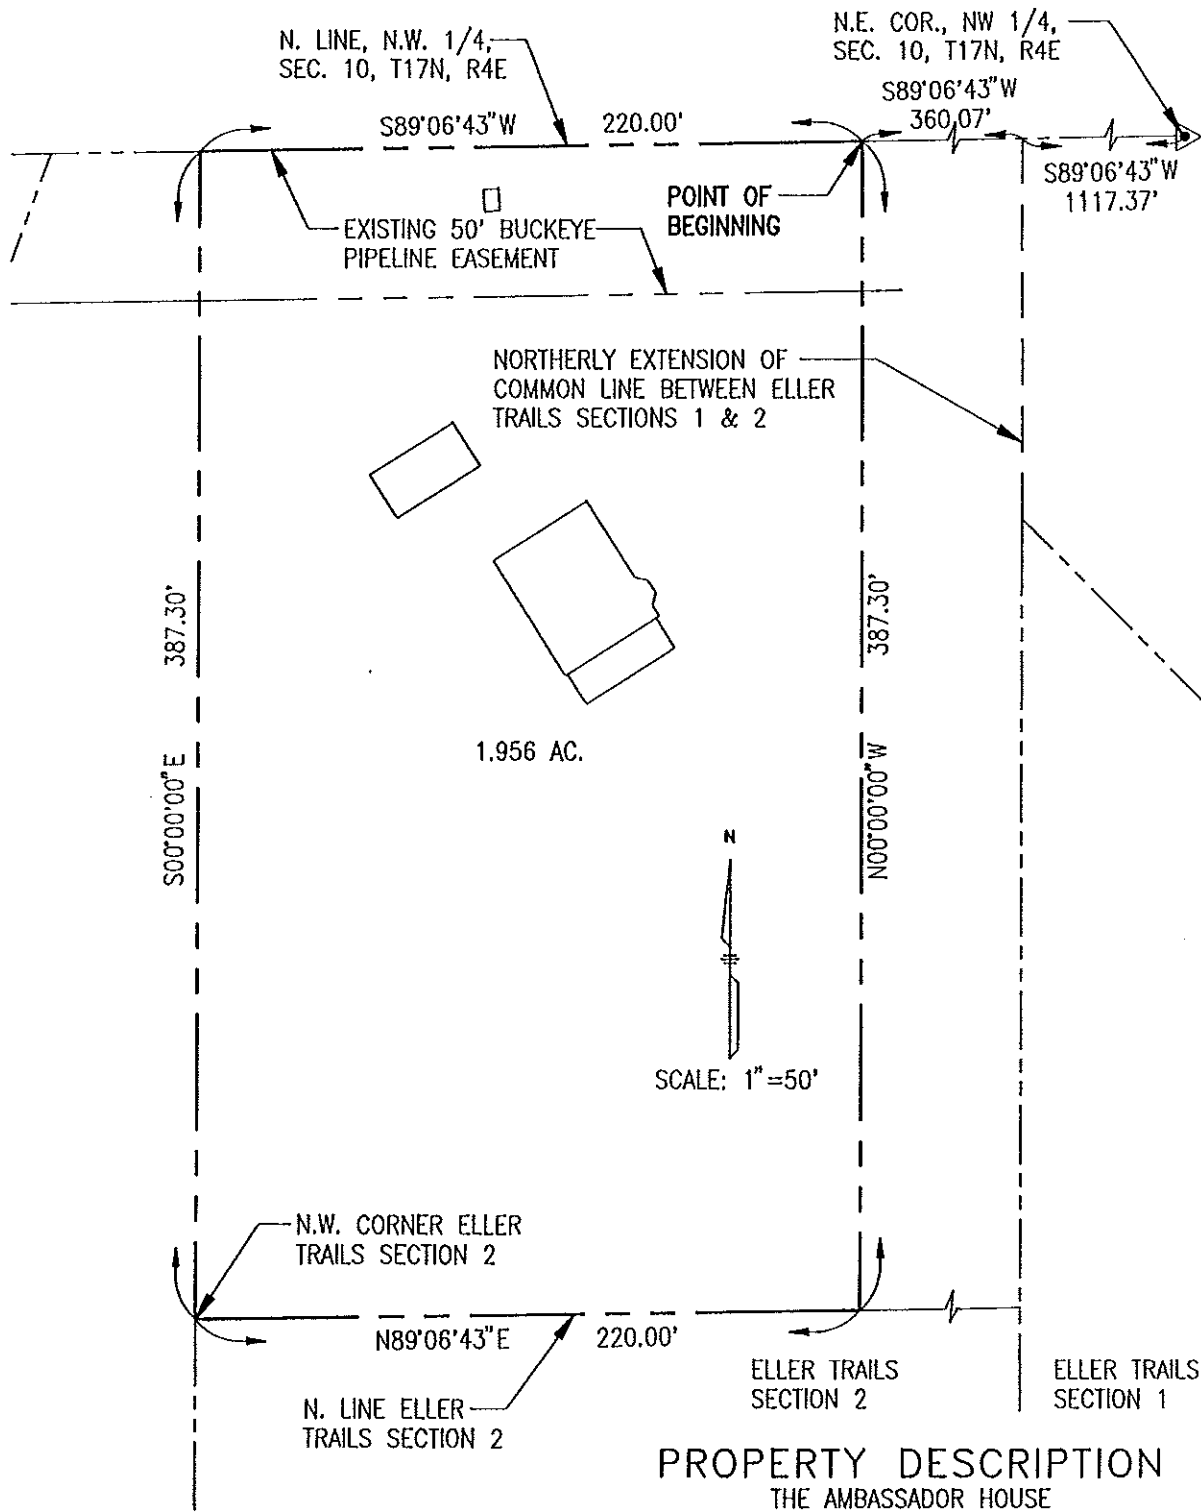 N. LINE, N.W. 1/4,
SEC. 10, T17N, R4E
N.E. COR., NW 1/4,
SEC. 10, T17N, R4E
S89°06'43"W
360.07'
S89°06'43"W 220.00'
S89°06'43"W
1117.37'
POINT OF
BEGINNING
EXISTING 50' BUCKEYE
PIPELINE EASEMENT
NORTHERLY EXTENSION OF
COMMON LINE BETWEEN ELLER
TRAILS SECTIONS 1 & 2
S00°00'00"E 387.30'
N00°00'00"W 387.30'
1.956 AC.
N
SCALE: 1"=50'
N.W. CORNER ELLER
TRAILS SECTION 2
N89°06'43"E 220.00'
N. LINE ELLER
TRAILS SECTION 2
ELLER TRAILS
SECTION 2
ELLER TRAILS
SECTION 1
PROPERTY DESCRIPTION
THE AMBASSADOR HOUSE